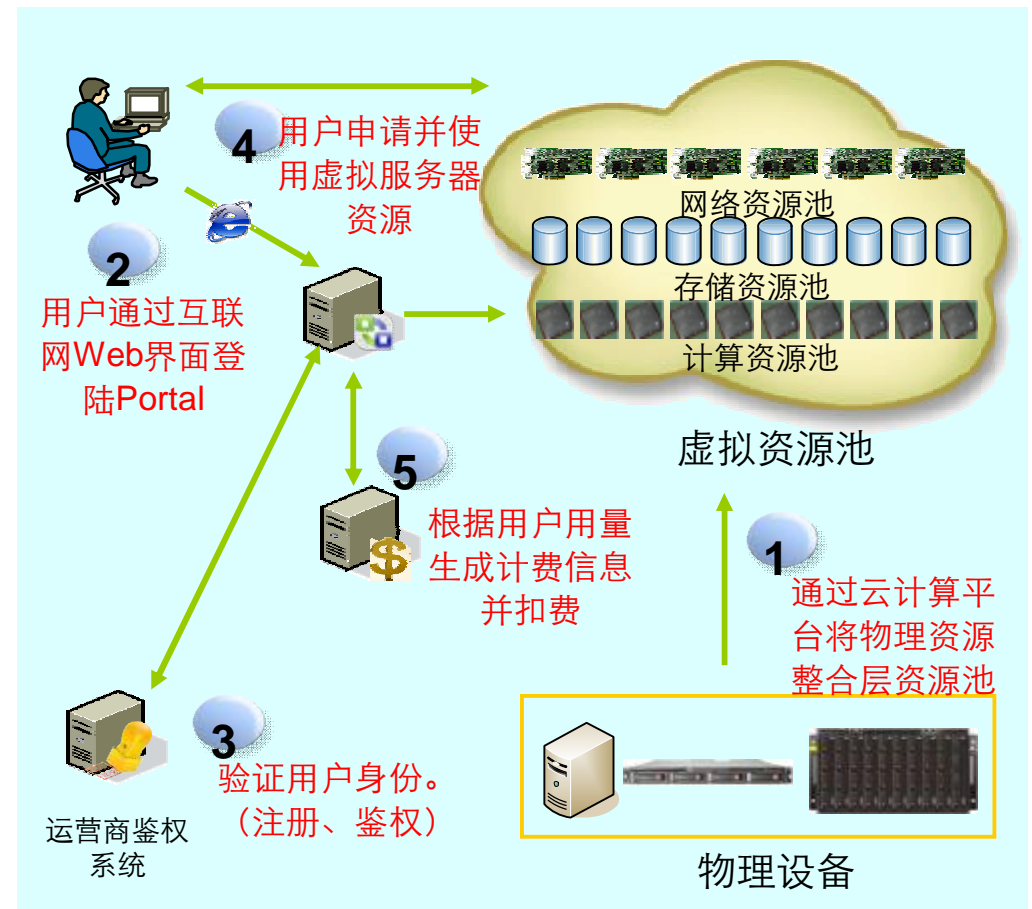 4
用户申请并使
用虚拟服务器
资源
网络资源池
存储资源池
计算资源池
虚拟资源池
2
用户通过互联
网Web界面登
陆Portal
5
根据用户用量
生成计费信息
并扣费
1
通过云计算平
台将物理资源
整合层资源池
3
验证用户身份。
（注册、鉴权）
运营商鉴权
系统
物理设备